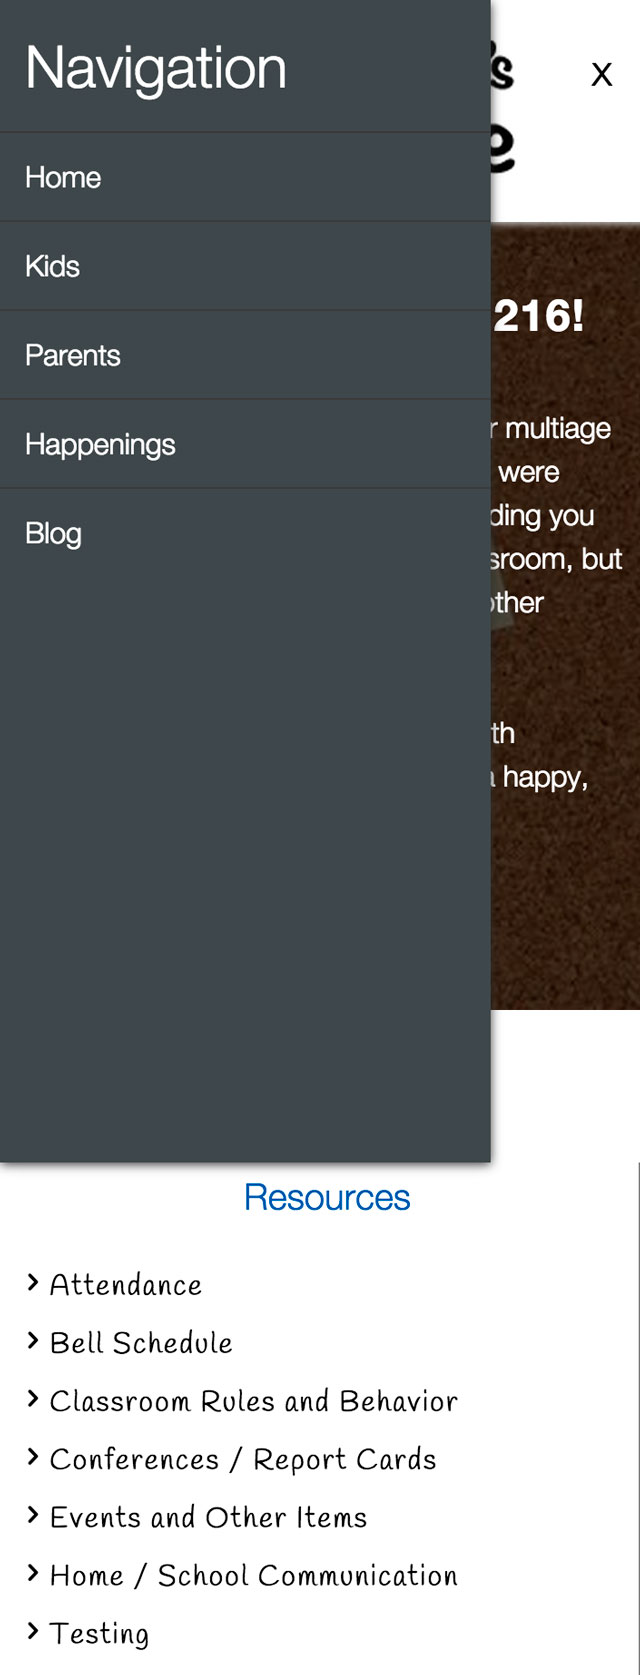 Navigation
's
X
e
Home
Kids
216!
Parents
multiage
Happenings
were
ding you
Blog
sroom, but
other
th
happy,
Resources
Attendance
Bell Schedule
Classroom Rules and Behavior
Conferences / Report Cards
Events and Other Items
Home / School Communication
Testing